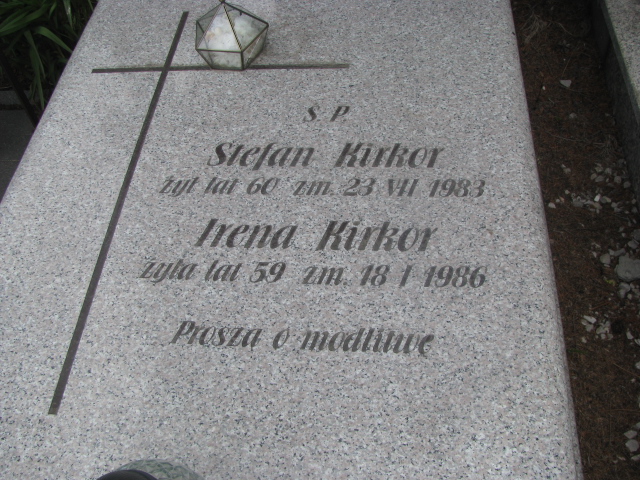 Ś P
Stefan Kirkor
żył lat 60 zm. 23 VII 1983
Irena Kirkor
żyła lat 59 zm. 18 I 1986
Proszą o modlitwę